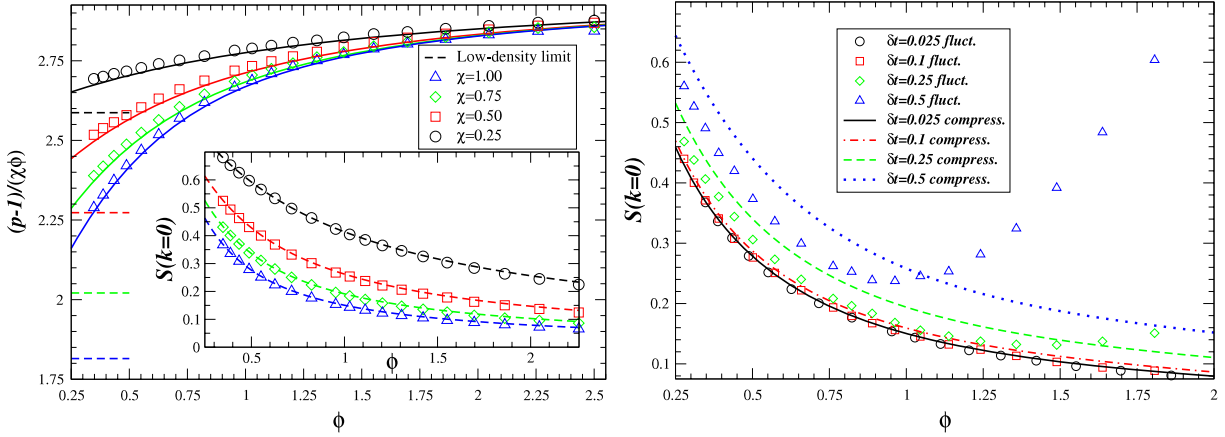 (p-1)/(χϕ)
2.75
2.5
2.25
2
1.75
0.25
0.5
0.75
1
1.25
1.5
1.75
2
2.25
2.5
ϕ
Low-density limit
χ=1.00
χ=0.75
χ=0.50
χ=0.25
S(k=0)
0.6
0.5
0.4
0.3
0.2
0.1
0
0.5
1
1.5
2
ϕ
S(k=0)
0.6
0.5
0.4
0.3
0.2
0.1
0.25
0.5
0.75
1
1.25
1.5
1.75
2
ϕ
δt=0.025 fluct.
δt=0.1 fluct.
δt=0.25 fluct.
δt=0.5 fluct.
δt=0.025 compress.
δt=0.1 compress.
δt=0.25 compress.
δt=0.5 compress.